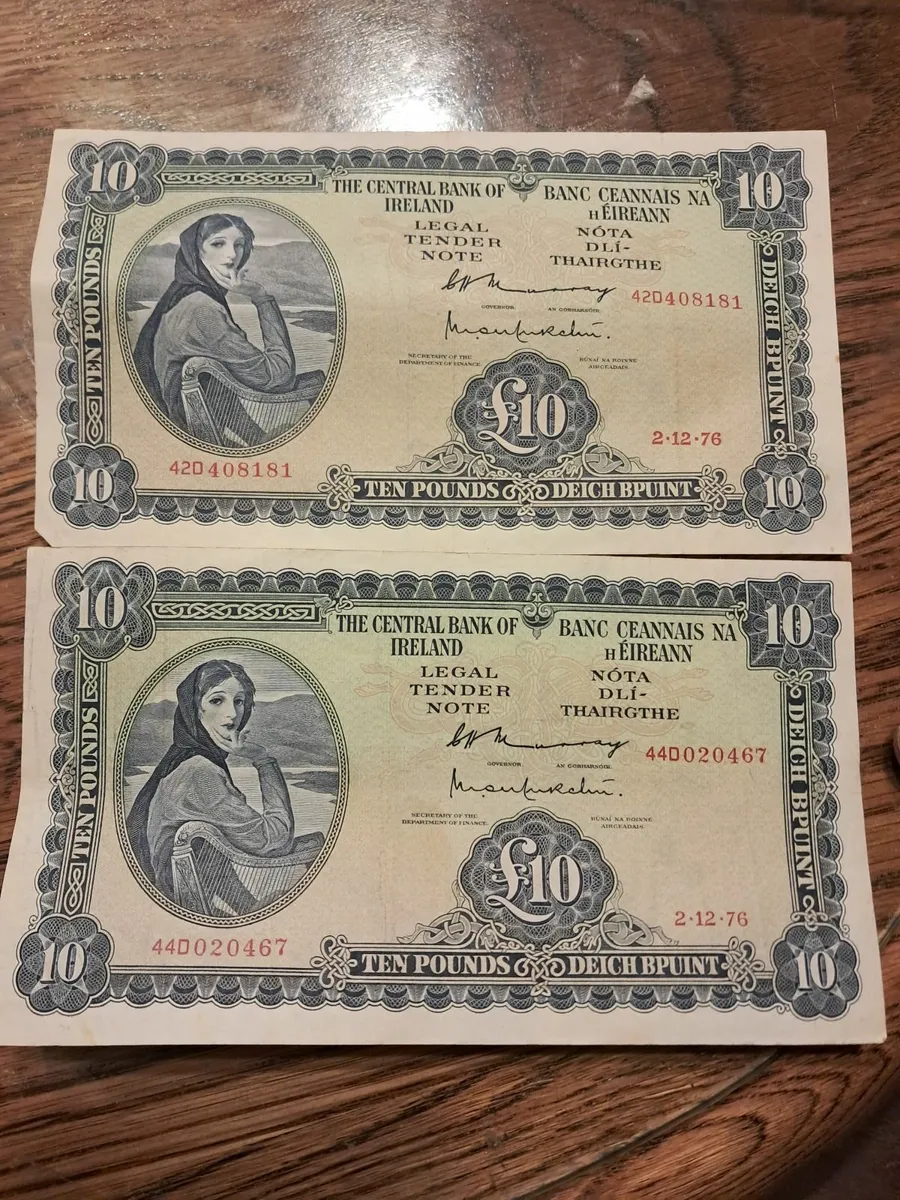 10
10
THE CENTRAL BANK OF
IRELAND
BANC CEANNAIS NA
hÉIREANN
LEGAL
TENDER
NOTE
NÓTA
DLÍ-
THAIRGTHE
TEN POUNDS
DEICH BPUINT
42D408181
GOVERNOR
AN GOBHARNÓIR
SECRETARY OF THE
DEPARTMENT OF FINANCE
RÚNAÍ NA ROINNE
AIRGEADAIS
£10
2·12·76
42D408181
10
TEN POUNDS
DEICH BPUINT
10
10
10
THE CENTRAL BANK OF
IRELAND
BANC CEANNAIS NA
hÉIREANN
LEGAL
TENDER
NOTE
NÓTA
DLÍ-
THAIRGTHE
TEN POUNDS
DEICH BPUINT
44D020467
GOVERNOR
AN GOBHARNÓIR
SECRETARY OF THE
DEPARTMENT OF FINANCE
RÚNAÍ NA ROINNE
AIRGEADAIS
£10
2·12·76
44D020467
10
TEN POUNDS
DEICH BPUINT
10